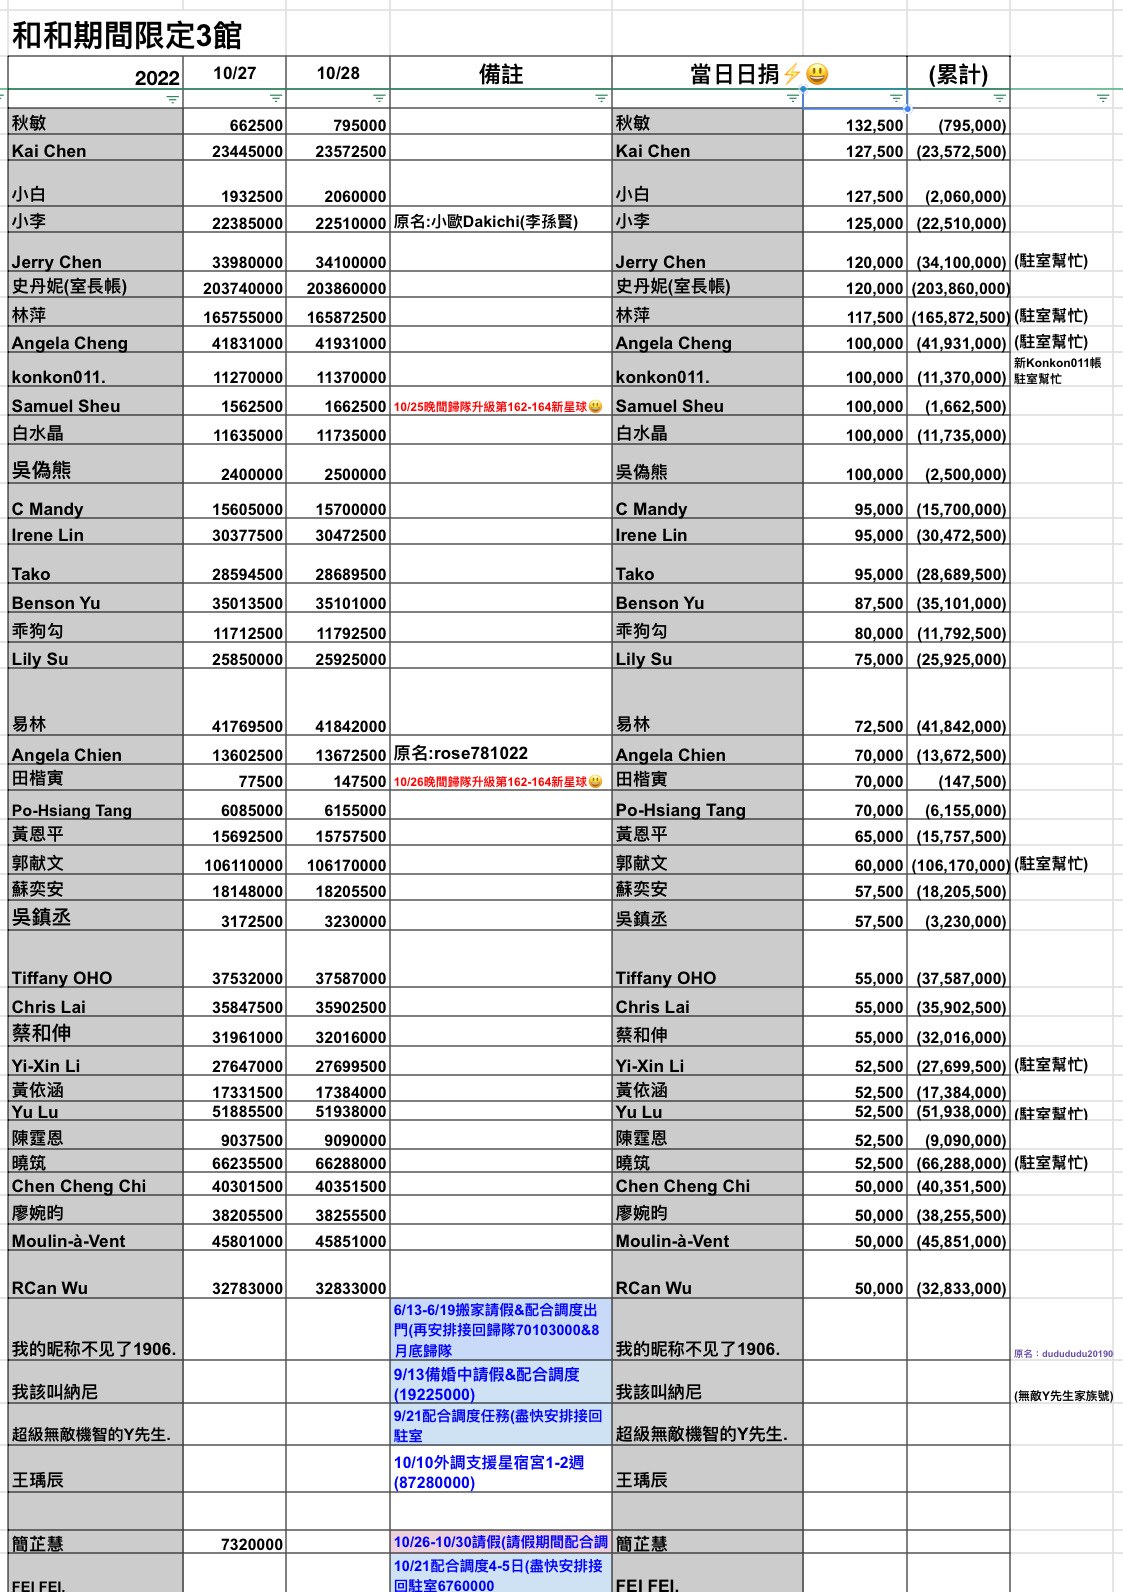 和和期間限定3館
2022 10/27 10/28 備註 當日日捐⚡😃 (累計)
秋敏 662500 795000 秋敏 132,500 (795,000)
Kai Chen 23445000 23572500 Kai Chen 127,500 (23,572,500)
小白 1932500 2060000 小白 127,500 (2,060,000)
小李 22385000 22510000 原名:小歐Dakichi(李孫賢) 小李 125,000 (22,510,000)
Jerry Chen 33980000 34100000 Jerry Chen 120,000 (34,100,000) (駐室幫忙)
史丹妮(室長帳) 203740000 203860000 史丹妮(室長帳) 120,000 (203,860,000)
林萍 165755000 165872500 林萍 117,500 (165,872,500) (駐室幫忙)
Angela Cheng 41831000 41931000 Angela Cheng 100,000 (41,931,000) (駐室幫忙)
新Konkon011帳
konkon011. 11270000 11370000 konkon011. 100,000 (11,370,000) 駐室幫忙
Samuel Sheu 1562500 1662500 10/25晚間歸隊升級第162-164新星球😃 Samuel Sheu 100,000 (1,662,500)
白水晶 11635000 11735000 白水晶 100,000 (11,735,000)
吳偽熊 2400000 2500000 吳偽熊 100,000 (2,500,000)
C Mandy 15605000 15700000 C Mandy 95,000 (15,700,000)
Irene Lin 30377500 30472500 Irene Lin 95,000 (30,472,500)
Tako 28594500 28689500 Tako 95,000 (28,689,500)
Benson Yu 35013500 35101000 Benson Yu 87,500 (35,101,000)
乖狗勾 11712500 11792500 乖狗勾 80,000 (11,792,500)
Lily Su 25850000 25925000 Lily Su 75,000 (25,925,000)
易林 41769500 41842000 易林 72,500 (41,842,000)
Angela Chien 13602500 13672500 原名:rose781022 Angela Chien 70,000 (13,672,500)
田楷寅 77500 147500 10/26晚間歸隊升級第162-164新星球😃 田楷寅 70,000 (147,500)
Po-Hsiang Tang 6085000 6155000 Po-Hsiang Tang 70,000 (6,155,000)
黃恩平 15692500 15757500 黃恩平 65,000 (15,757,500)
郭献文 106110000 106170000 郭献文 60,000 (106,170,000) (駐室幫忙)
蘇奕安 18148000 18205500 蘇奕安 57,500 (18,205,500)
吳鎮丞 3172500 3230000 吳鎮丞 57,500 (3,230,000)
Tiffany OHO 37532000 37587000 Tiffany OHO 55,000 (37,587,000)
Chris Lai 35847500 35902500 Chris Lai 55,000 (35,902,500)
蔡和伸 31961000 32016000 蔡和伸 55,000 (32,016,000)
Yi-Xin Li 27647000 27699500 Yi-Xin Li 52,500 (27,699,500) (駐室幫忙)
黃依涵 17331500 17384000 黃依涵 52,500 (17,384,000)
Yu Lu 51885500 51938000 Yu Lu 52,500 (51,938,000) (駐室幫忙)
陳霆恩 9037500 9090000 陳霆恩 52,500 (9,090,000)
曉筑 66235500 66288000 曉筑 52,500 (66,288,000) (駐室幫忙)
Chen Cheng Chi 40301500 40351500 Chen Cheng Chi 50,000 (40,351,500)
廖婉昀 38205500 38255500 廖婉昀 50,000 (38,255,500)
Moulin-à-Vent 45801000 45851000 Moulin-à-Vent 50,000 (45,851,000)
RCan Wu 32783000 32833000 RCan Wu 50,000 (32,833,000)
6/13-6/19搬家請假&配合調度出
門(再安排接回歸隊70103000&8
我的昵称不见了1906. 月底歸隊 我的昵称不见了1906. 原名：dudududu20190
9/13備婚中請假&配合調度
我該叫納尼 (19225000) 我該叫納尼 (無敵Y先生家族號)
9/21配合調度任務(盡快安排接回
超級無敵機智的Y先生. 駐室 超級無敵機智的Y先生.
10/10外調支援星宿宮1-2週
王瑀辰 (87280000) 王瑀辰
簡芷慧 7320000 10/26-10/30請假(請假期間配合調 簡芷慧
10/21配合調度4-5日(盡快安排接
FEI FEI. 回駐室6760000 FEI FEI.